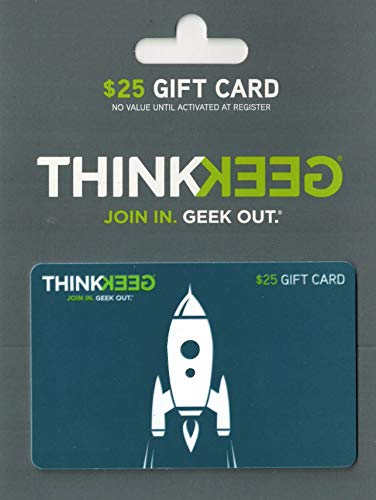 $25 GIFT CARD
NO VALUE UNTIL ACTIVATED AT REGISTER
THINKGEEK®
JOIN IN. GEEK OUT.®
THINKGEEK
$25 GIFT CARD
JOIN IN. GEEK OUT.®